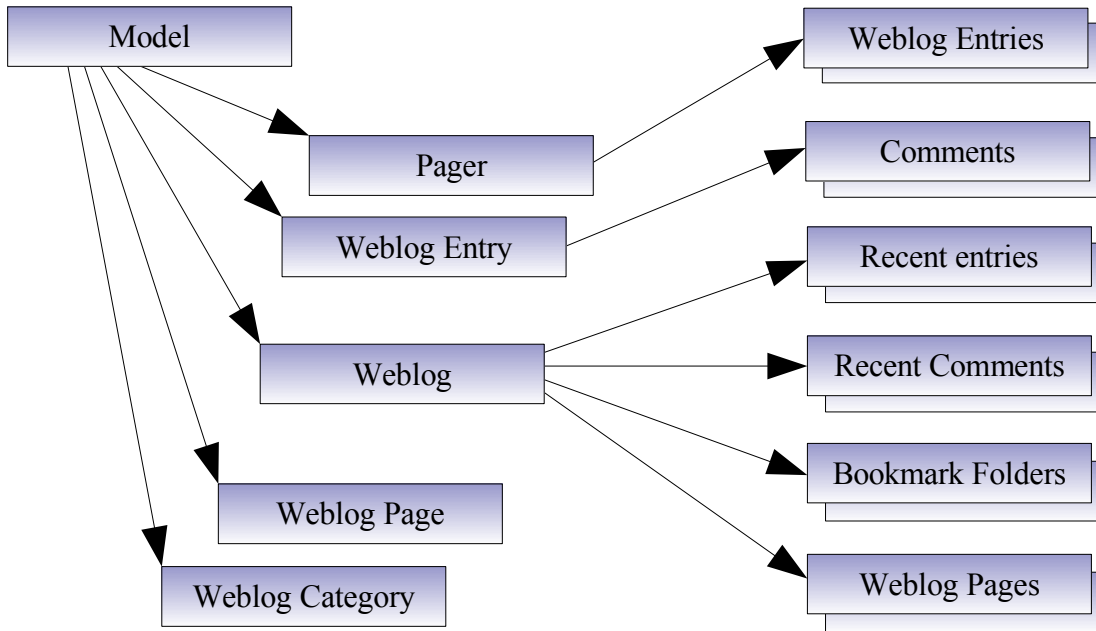 Model
Weblog Entries
Pager
Comments
Weblog Entry
Recent entries
Weblog
Recent Comments
Bookmark Folders
Weblog Page
Weblog Pages
Weblog Category